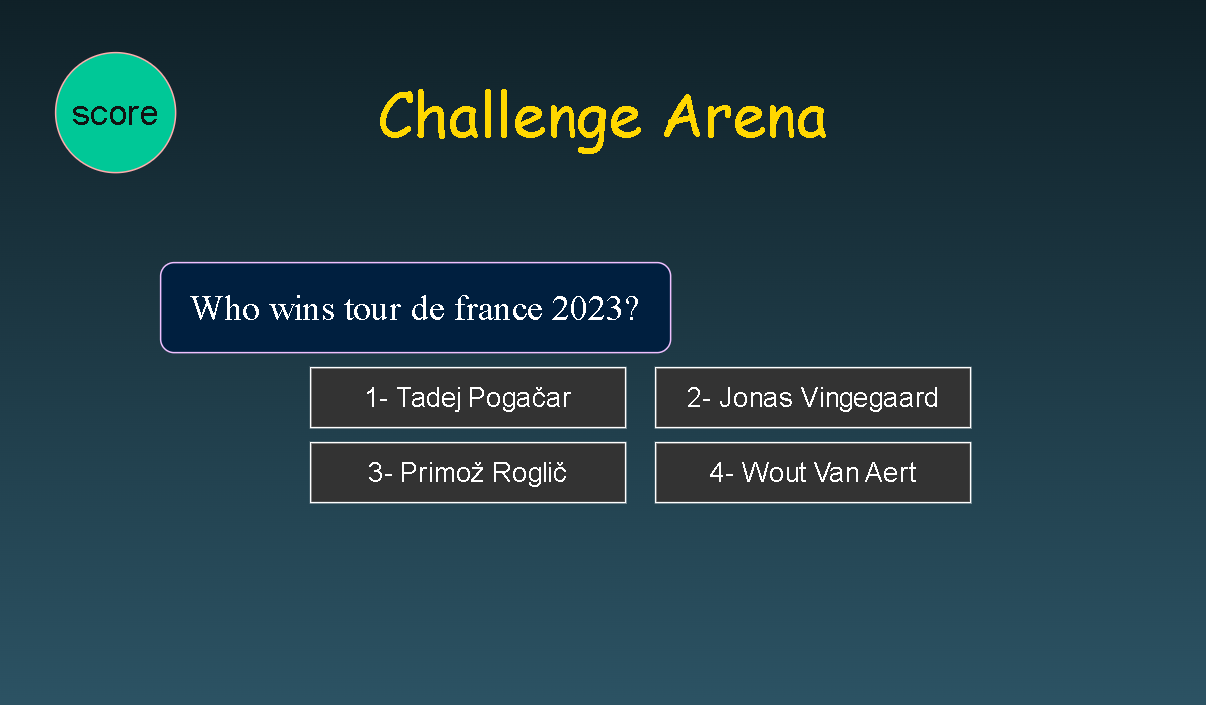 score
Challenge Arena
Who wins tour de france 2023?
1- Tadej Pogačar
2- Jonas Vingegaard
3- Primož Roglič
4- Wout Van Aert